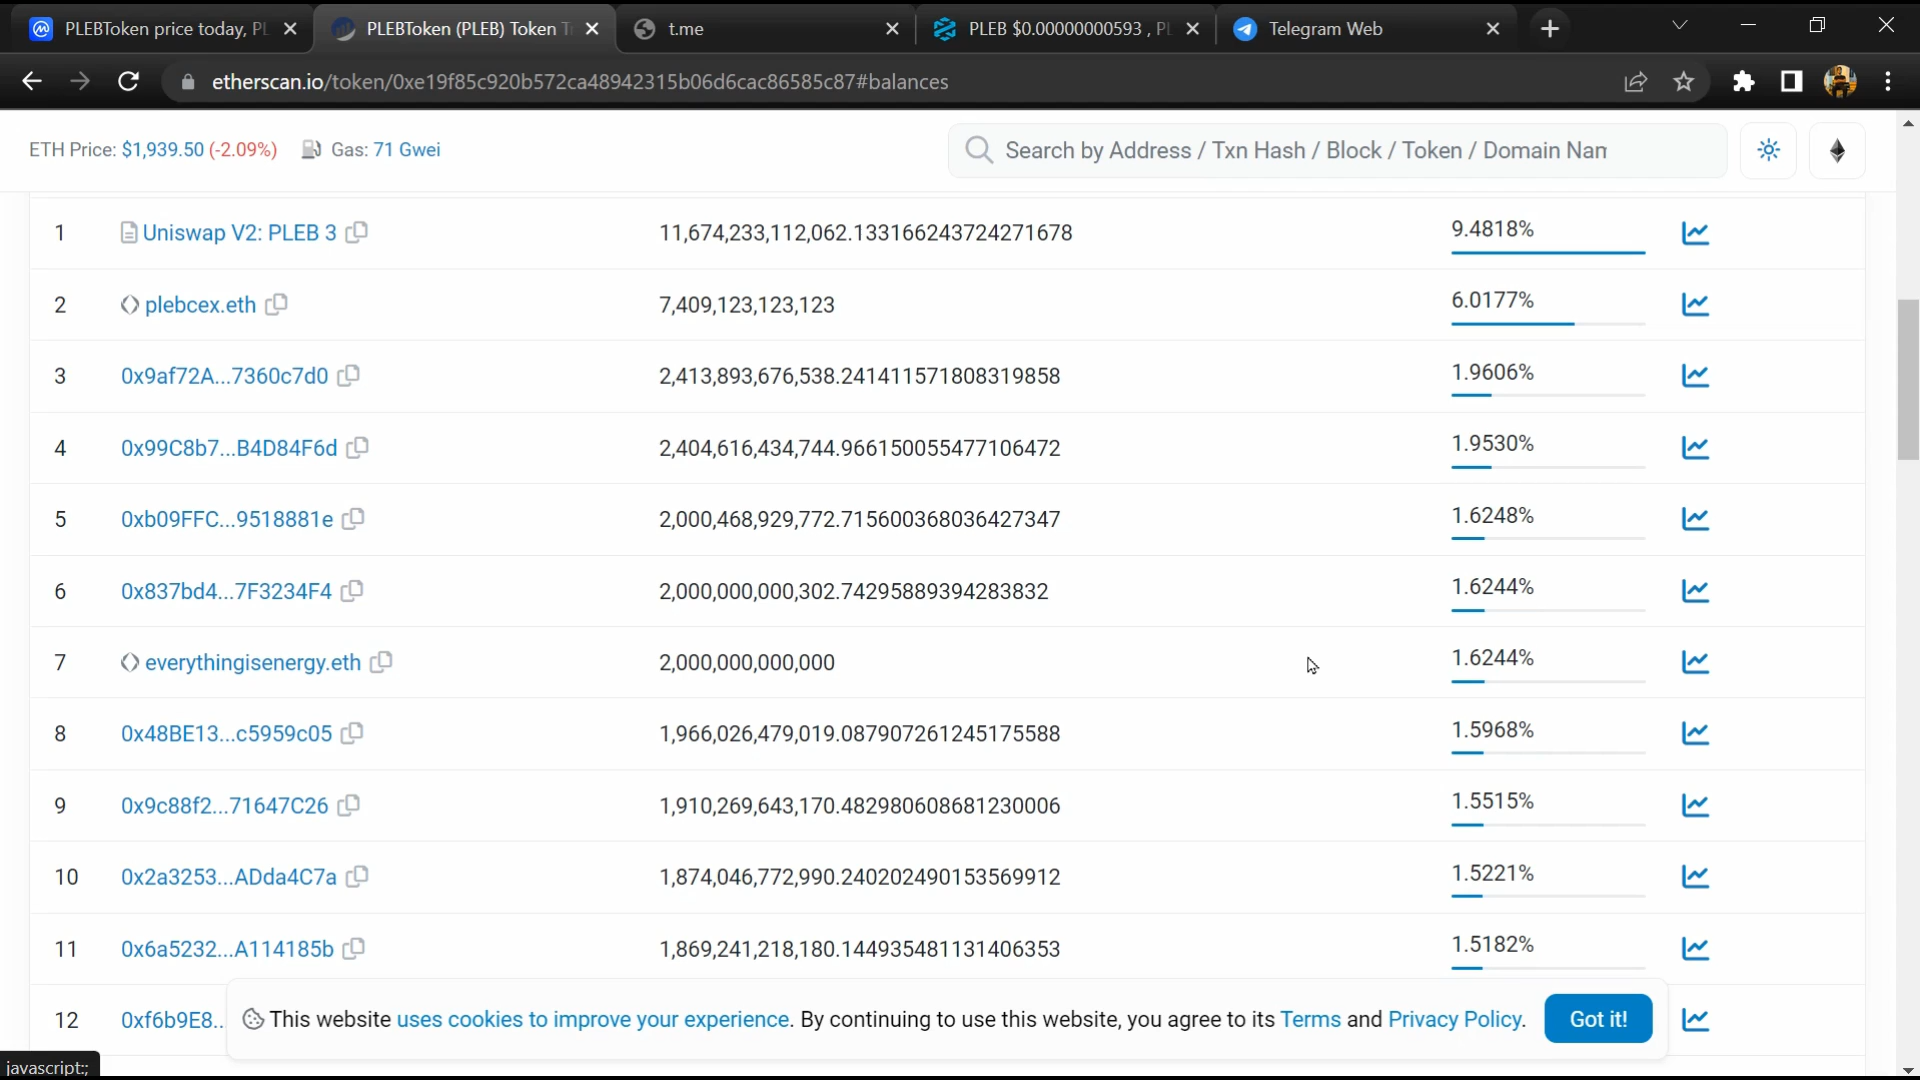 PLEBToken price today, PL
PLEBToken (PLEB) Token T
t.me
PLEB $0.00000000593 , PL
Telegram Web
etherscan.io/token/0xe19f85c920b572ca48942315b06d6cac86585c87#balances
ETH Price: $1,939.50 (-2.09%) Gas: 71 Gwei
Search by Address / Txn Hash / Block / Token / Domain Nan
1 Uniswap V2: PLEB 3 11,674,233,112,062.133166243724271678 9.4818%
2 plebcex.eth 7,409,123,123,123 6.0177%
3 0x9af72A...7360c7d0 2,413,893,676,538.241411571808319858 1.9606%
4 0x99C8b7...B4D84F6d 2,404,616,434,744.966150055477106472 1.9530%
5 0xb09FFC...9518881e 2,000,468,929,772.715600368036427347 1.6248%
6 0x837bd4...7F3234F4 2,000,000,000,302.74295889394283832 1.6244%
7 everythingisenergy.eth 2,000,000,000,000 1.6244%
8 0x48BE13...c5959c05 1,966,026,479,019.087907261245175588 1.5968%
9 0x9c88f2...71647C26 1,910,269,643,170.482980608681230006 1.5515%
10 0x2a3253...ADda4C7a 1,874,046,772,990.240202490153569912 1.5221%
11 0x6a5232...A114185b 1,869,241,218,180.144935481131406353 1.5182%
12 0xf6b9E8..
This website uses cookies to improve your experience. By continuing to use this website, you agree to its Terms and Privacy Policy. Got it!
javascript:;